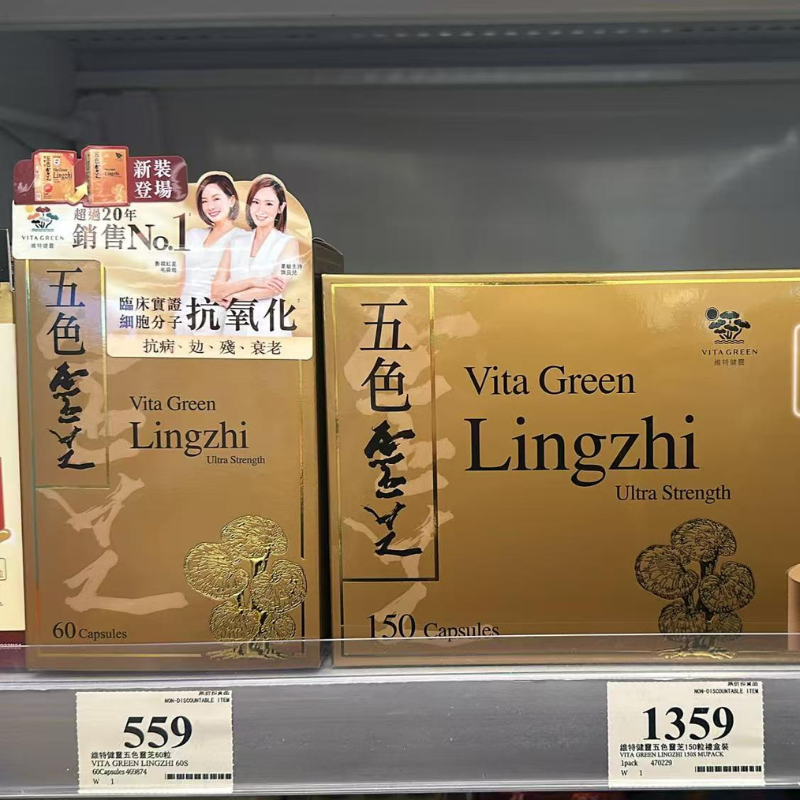 新裝
登場
VITA GREEN
維特健靈
超過20年
銷售No.1
臨床實證
細胞分子 抗氧化
抗病、攰、殘、衰老
五色靈芝
Vita Green
Lingzhi
Ultra Strength
60 Capsules
五色靈芝
VITA GREEN
維特健靈
Vita Green
Lingzhi
Ultra Strength
150 Capsules
NON-DISCOUNTABLE ITEM
559
維特健靈五色靈芝60粒
VITA GREEN LINGZHI 60S
60Capsules 469874
W 1
NON-DISCOUNTABLE ITEM
1359
維特健靈五色靈芝150粒禮盒裝
VITA GREEN LINGZHI 150S MUPACK
1pack 470229
W 1